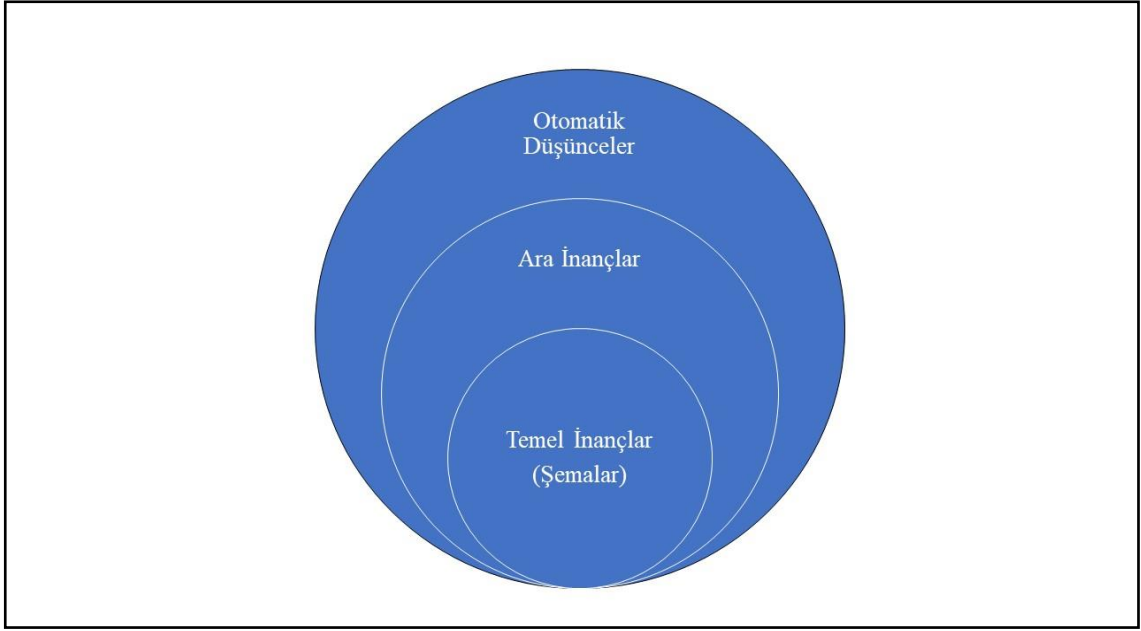 Otomatik
Düşünceler
Ara İnançlar
Temel İnançlar
(Şemalar)